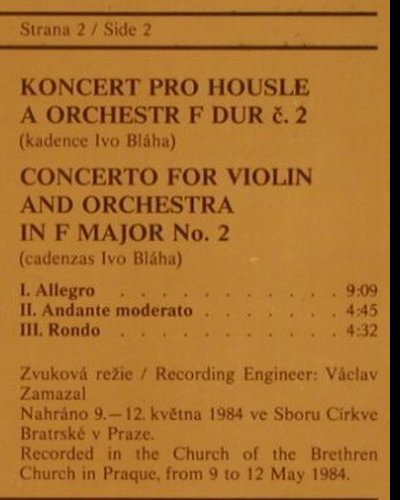 Strana 2 / Side 2
KONCERT PRO HOUSLE
A ORCHESTR F DUR č. 2
(kadence Ivo Bláha)
CONCERTO FOR VIOLIN
AND ORCHESTRA
IN F MAJOR No. 2
(cadenzas Ivo Bláha)
I. Allegro . . . . . . . . . . . 9:09
II. Andante moderato . . . . . . . 4:45
III. Rondo . . . . . . . . . . . 4:32
Zvuková režie / Recording Engineer: Václav
Zamazal
Nahráno 9.—12. května 1984 ve Sboru Církve
Bratrské v Praze.
Recorded in the Church of the Brethren
Church in Praque, from 9 to 12 May 1984.